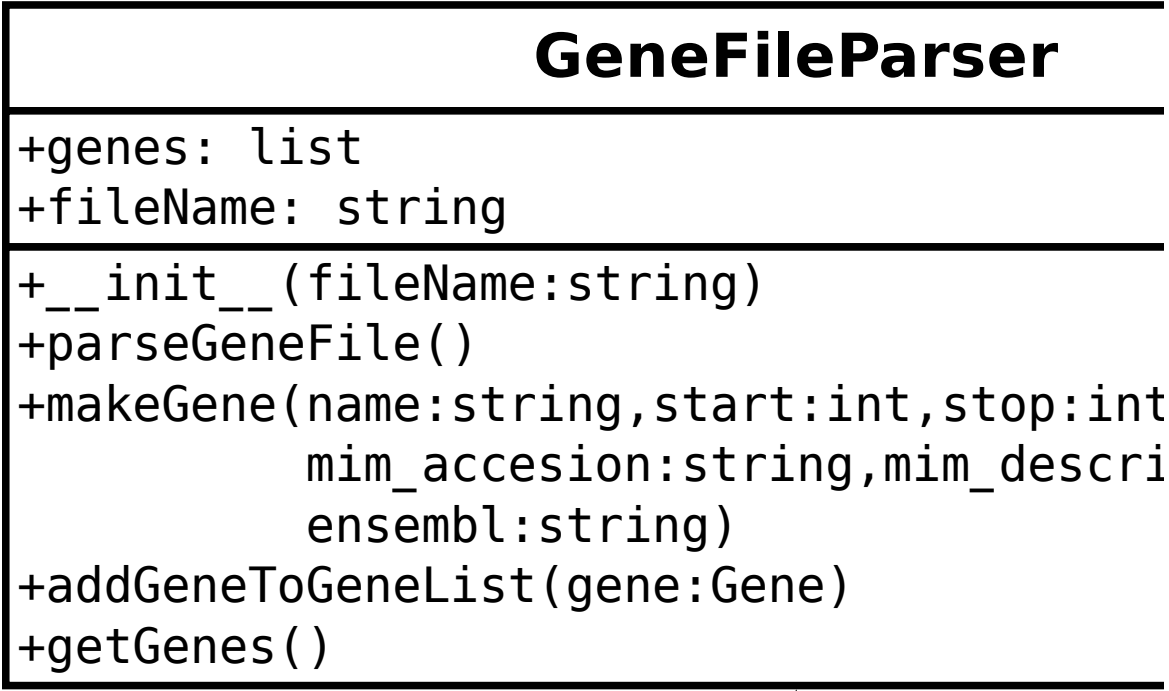 GeneFileParser
+genes: list
+fileName: string
+__init__(fileName:string)
+parseGeneFile()
+makeGene(name:string,start:int,stop:int
mim_accesion:string,mim_descri
ensembl:string)
+addGeneToGeneList(gene:Gene)
+getGenes()